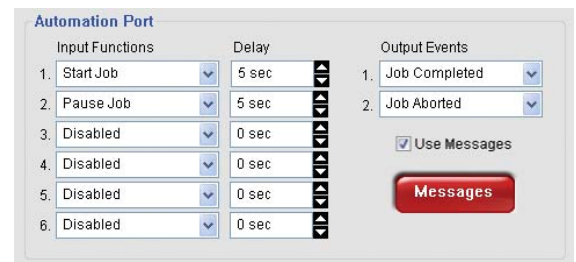 Automation Port
Input Functions Delay Output Events
1. Start Job 5 sec 1. Job Completed
2. Pause Job 5 sec 2. Job Aborted
3. Disabled 0 sec
Use Messages
4. Disabled 0 sec
5. Disabled 0 sec Messages
6. Disabled 0 sec